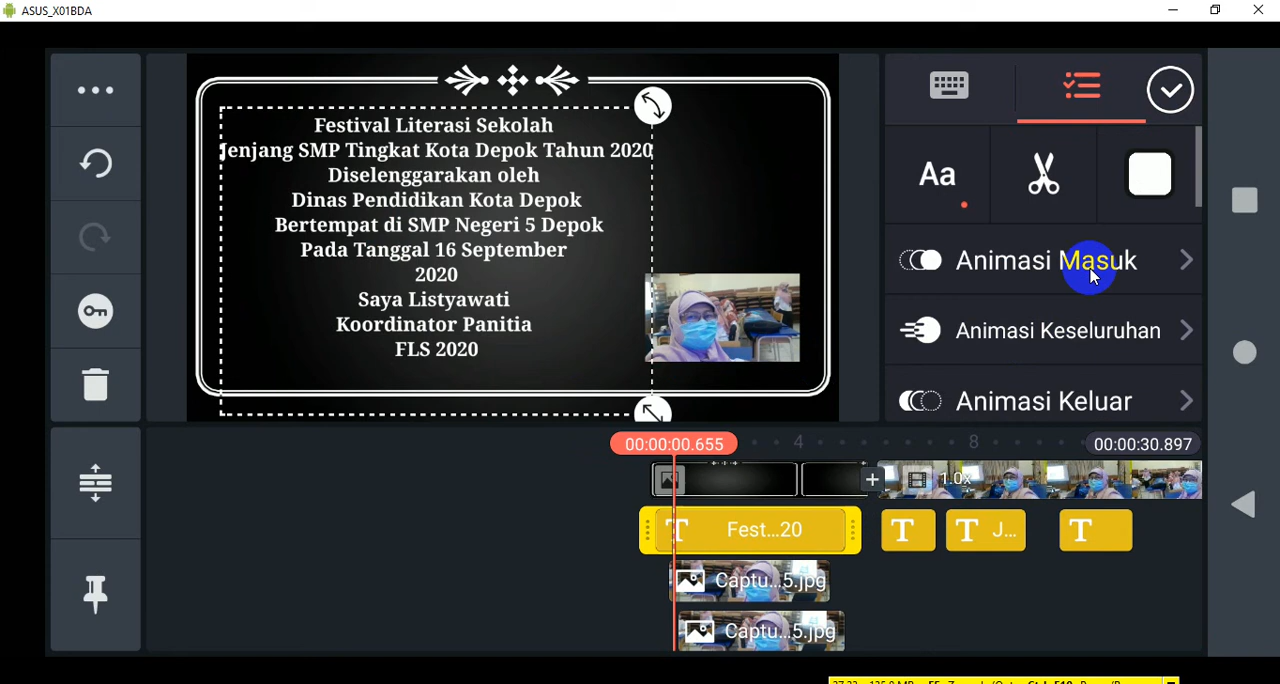 ASUS_X01BDA
Festival Literasi Sekolah
Jenjang SMP Tingkat Kota Depok Tahun 2020
Diselenggarakan oleh
Dinas Pendidikan Kota Depok
Bertempat di SMP Negeri 5 Depok
Pada Tanggal 16 September
2020
Saya Listyawati
Koordinator Panitia
FLS 2020
Aa
Animasi Masuk
Animasi Keseluruhan
Animasi Keluar
00:00:00.655
4
8
00:00:30.897
1.0x
T Fest...20
T
T J...
T
Captu...5.jpg
Captu...5.jpg